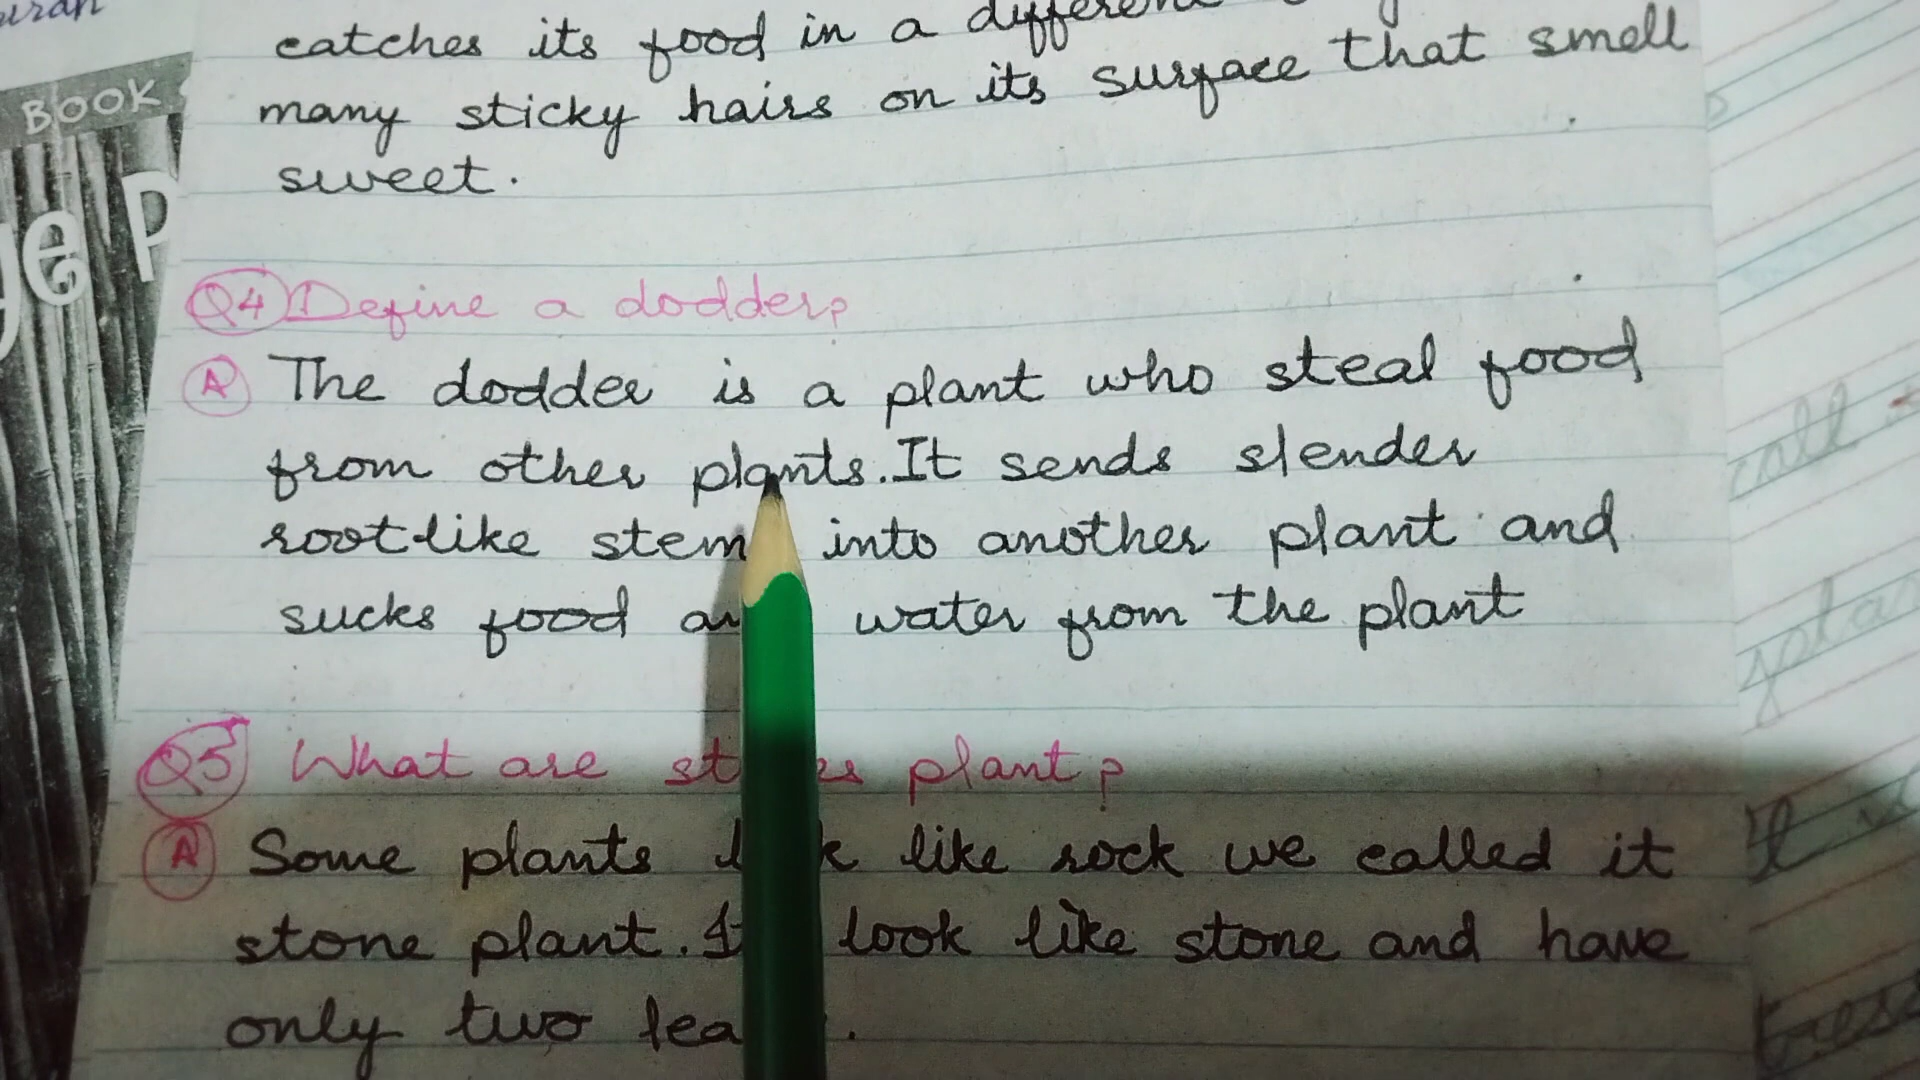 BOOK
catches its food in a different
many sticky hairs on its surface that smell
sweet.
Q4 Define a dodder?
A The dodder is a plant who steal food
from other plants. It sends slender
rootlike stem into another plant and
sucks food water from the plant
Q5 What are plant?
A Some plants like rock we called it
stone plant. look like stone and have
only two